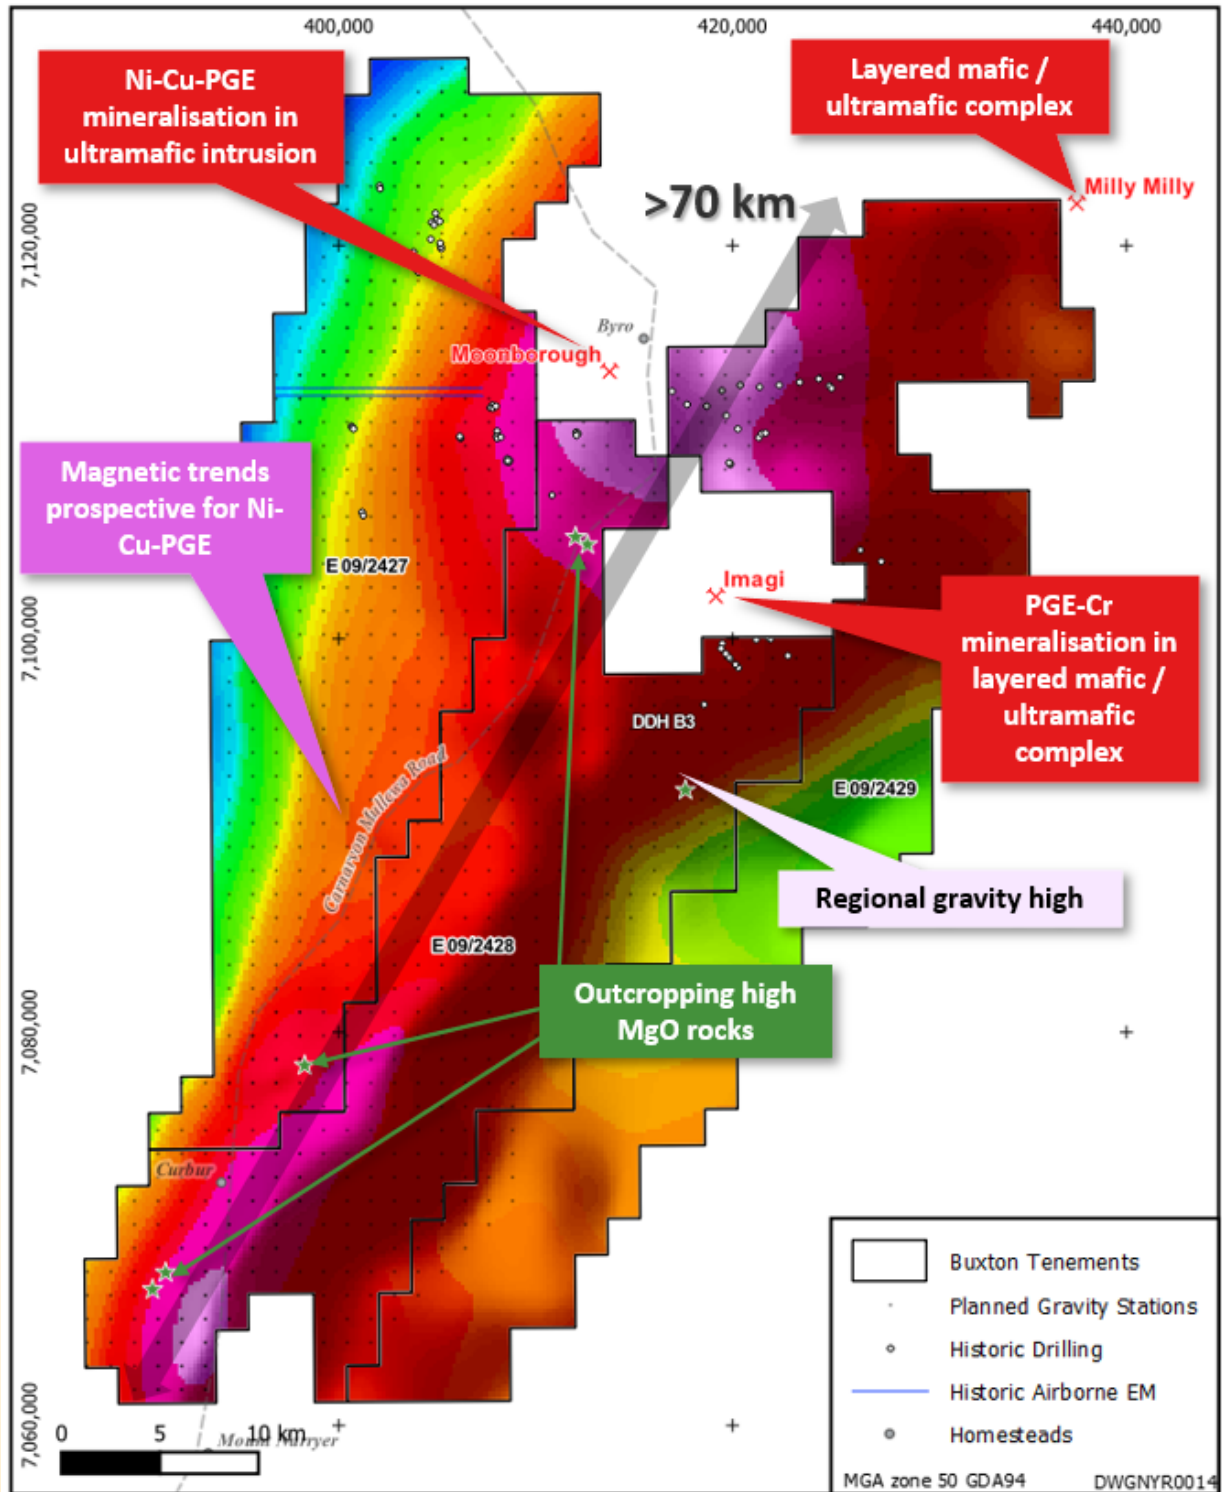 400,000
420,000
440,000
Ni-Cu-PGE
mineralisation in
ultramafic intrusion
Layered mafic /
ultramafic complex
>70 km
Milly Milly
7,120,000
Byro
Moonborough
Magnetic trends
prospective for Ni-
Cu-PGE
E 09/2427
Imagi
PGE-Cr
mineralisation in
layered mafic /
ultramafic
complex
7,100,000
DDH B3
Carnarvon Mullewa Road
E 09/2429
Regional gravity high
E 09/2428
Outcropping high
MgO rocks
7,080,000
Curbur
7,060,000
0 5 10 km
Mount Narryer
Buxton Tenements
Planned Gravity Stations
Historic Drilling
Historic Airborne EM
Homesteads
MGA zone 50 GDA94 DWGNYR0014